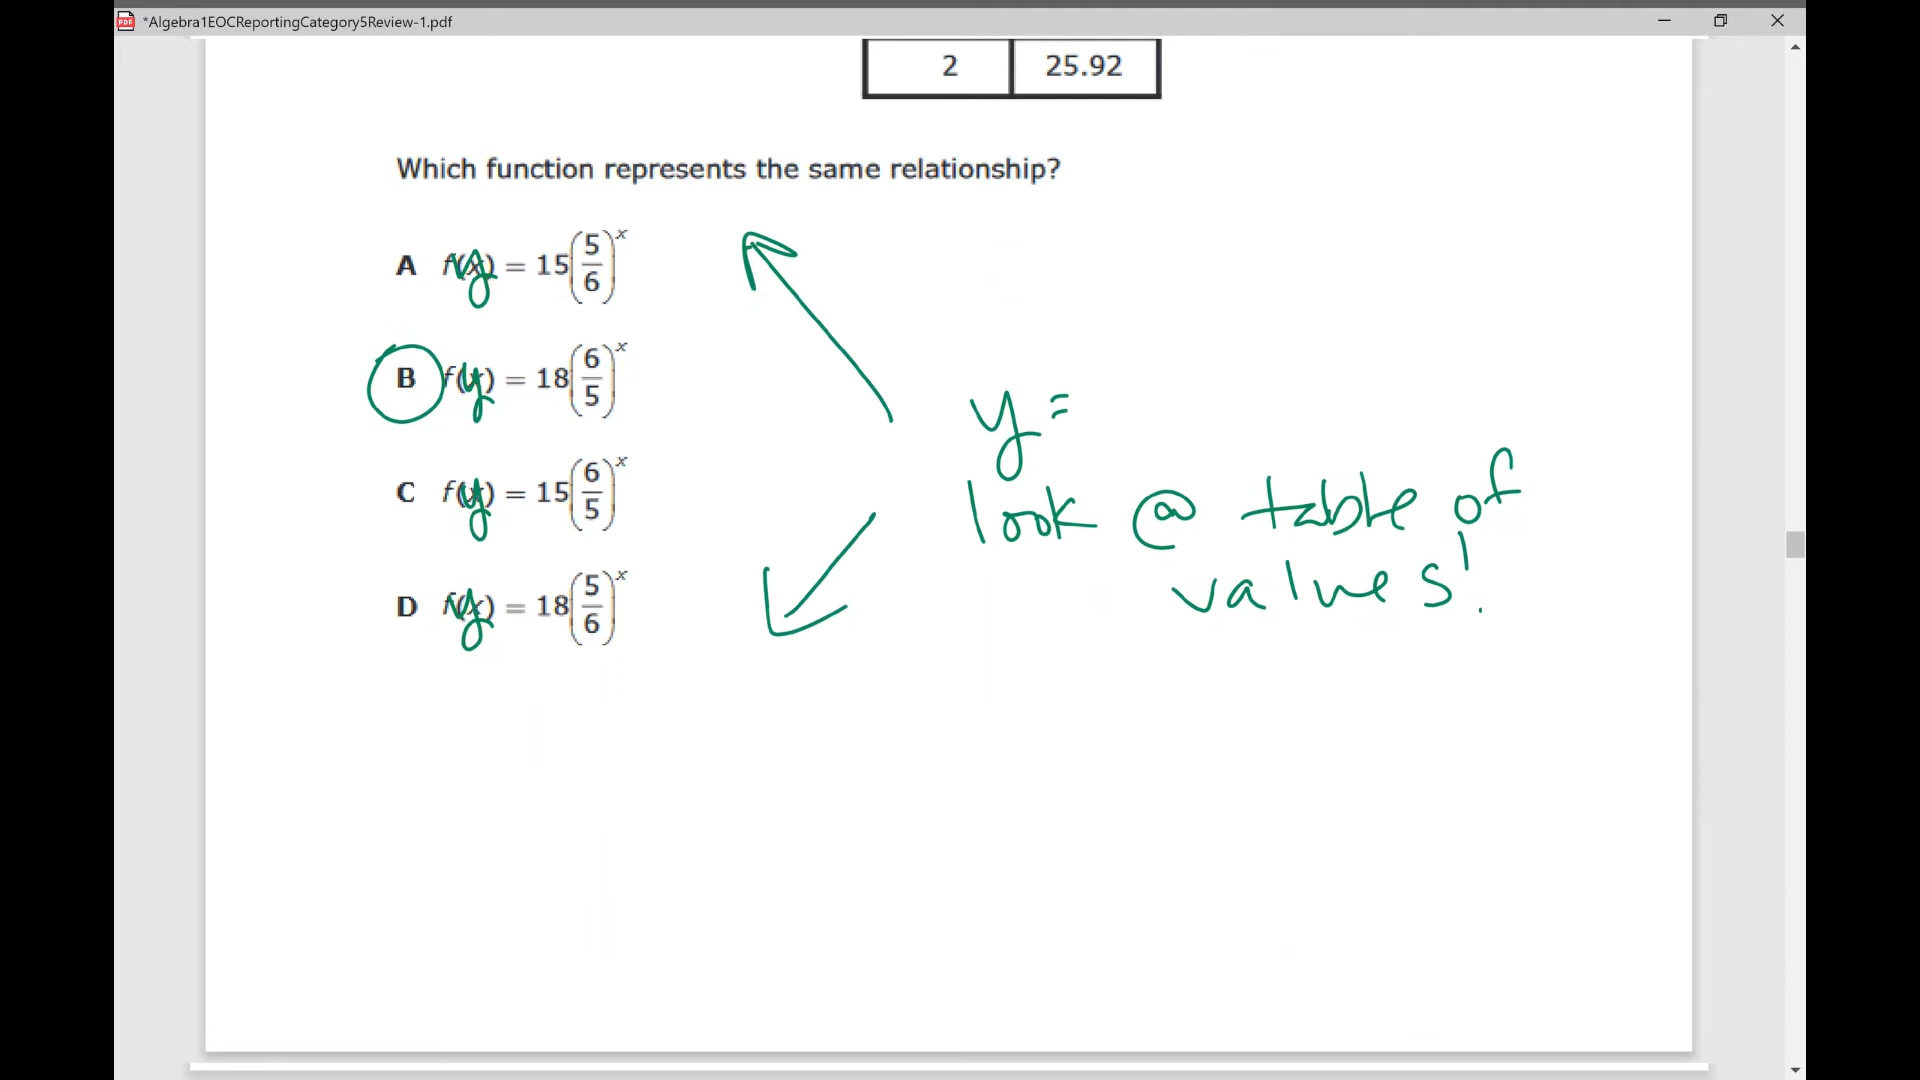 *Algebra1EOCReportingCategory5Review-1.pdf
2 25.92
Which function represents the same relationship?
A f(x) = 15(5/6)^x
y
B f(x) = 18(6/5)^x
y
C f(x) = 15(6/5)^x
y
D f(x) = 18(5/6)^x
y
y =
look @ table of
values!